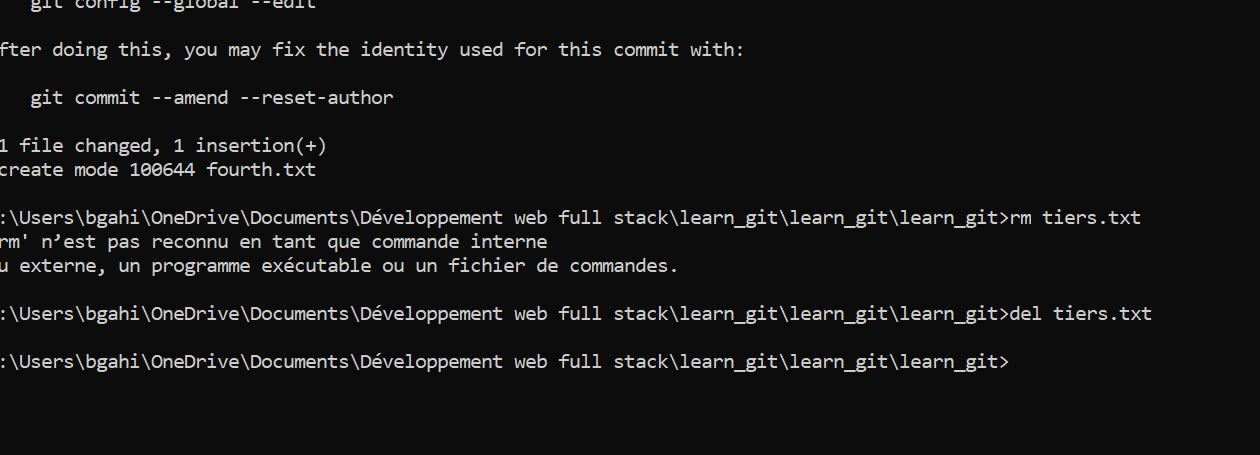 git config --global --edit
fter doing this, you may fix the identity used for this commit with:
git commit --amend --reset-author
1 file changed, 1 insertion(+)
create mode 100644 fourth.txt
:\Users\bgahi\OneDrive\Documents\Développement web full stack\learn_git\learn_git\learn_git>rm tiers.txt
rm' n’est pas reconnu en tant que commande interne
u externe, un programme exécutable ou un fichier de commandes.
:\Users\bgahi\OneDrive\Documents\Développement web full stack\learn_git\learn_git\learn_git>del tiers.txt
:\Users\bgahi\OneDrive\Documents\Développement web full stack\learn_git\learn_git\learn_git>